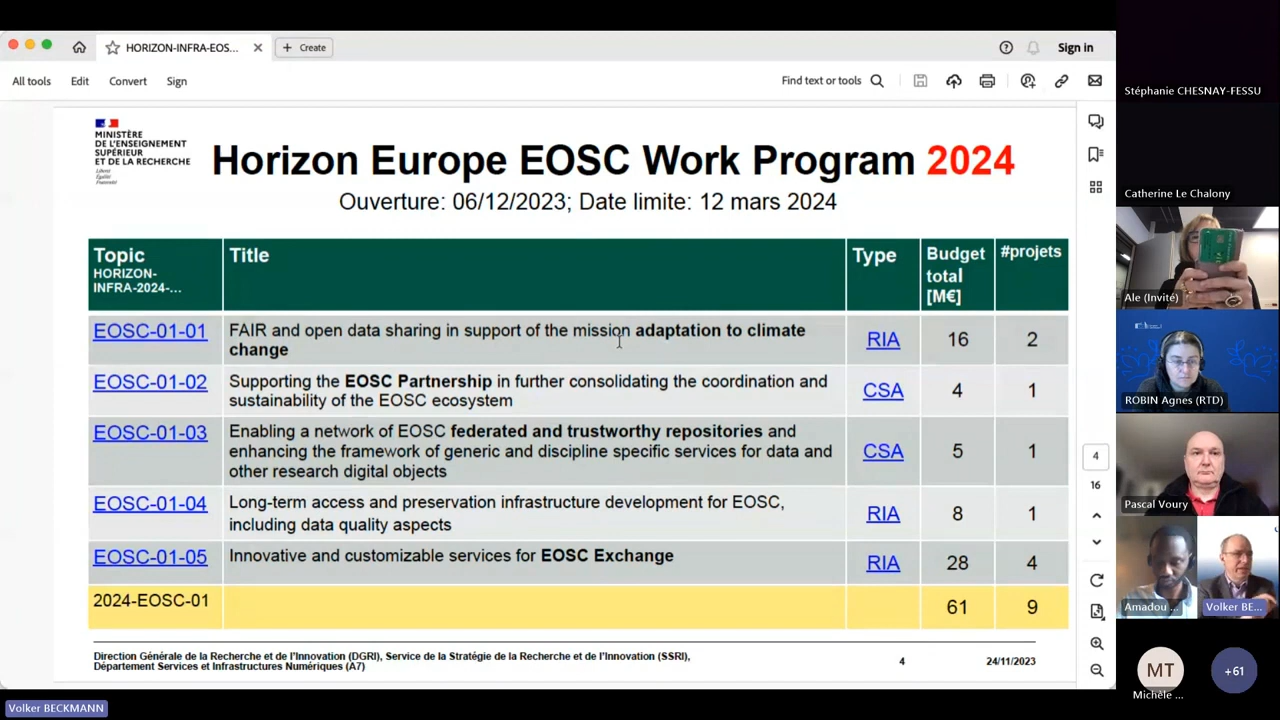 HORIZON-INFRA-EOS...
Create
Sign in
All tools
Edit
Convert
Sign
Find text or tools
MINISTÈRE
DE L'ENSEIGNEMENT
SUPÉRIEUR
ET DE LA RECHERCHE
Liberté
Égalité
Fraternité
Horizon Europe EOSC Work Program 2024
Ouverture: 06/12/2023; Date limite: 12 mars 2024
Topic
HORIZON-
INFRA-2024-...
Title
Type
Budget
total
[M€]
#projets
EOSC-01-01
FAIR and open data sharing in support of the mission adaptation to climate
change
RIA
16
2
EOSC-01-02
Supporting the EOSC Partnership in further consolidating the coordination and
sustainability of the EOSC ecosystem
CSA
4
1
EOSC-01-03
Enabling a network of EOSC federated and trustworthy repositories and
enhancing the framework of generic and discipline specific services for data and
other research digital objects
CSA
5
1
EOSC-01-04
Long-term access and preservation infrastructure development for EOSC,
including data quality aspects
RIA
8
1
EOSC-01-05
Innovative and customizable services for EOSC Exchange
RIA
28
4
2024-EOSC-01
61
9
Direction Générale de la Recherche et de l'Innovation (DGRI), Service de la Stratégie de la Recherche et de l'Innovation (SSRI),
Département Services et Infrastructures Numériques (A7)
4
24/11/2023
4
16
Stéphanie CHESNAY-FESSU
Catherine Le Chalony
Ale (Invité)
ROBIN Agnes (RTD)
Pascal Voury
Amadou ...
Volker BE...
MT
Michèle ...
+61
Volker BECKMANN